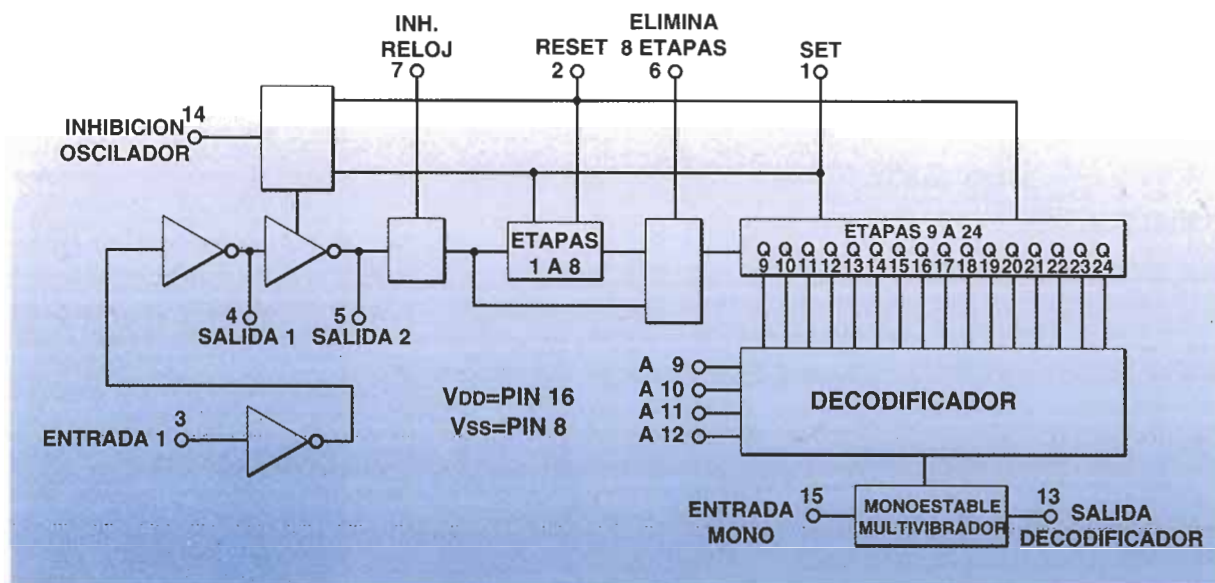 INH.
RELOJ
7
RESET
2
ELIMINA
8 ETAPAS
6
SET
1
14
INHIBICION
OSCILADOR
ETAPAS
1 A 8
ETAPAS 9 A 24
Q Q Q Q Q Q Q Q Q Q Q Q Q Q Q Q
9 10 11 12 13 14 15 16 17 18 19 20 21 22 23 24
4
SALIDA 1
5
SALIDA 2
3
ENTRADA 1
VDD=PIN 16
VSS=PIN 8
A 9
A 10
A 11
A 12
DECODIFICADOR
ENTRADA
MONO
15
MONOESTABLE
MULTIVIBRADOR
13
SALIDA
DECODIFICADOR